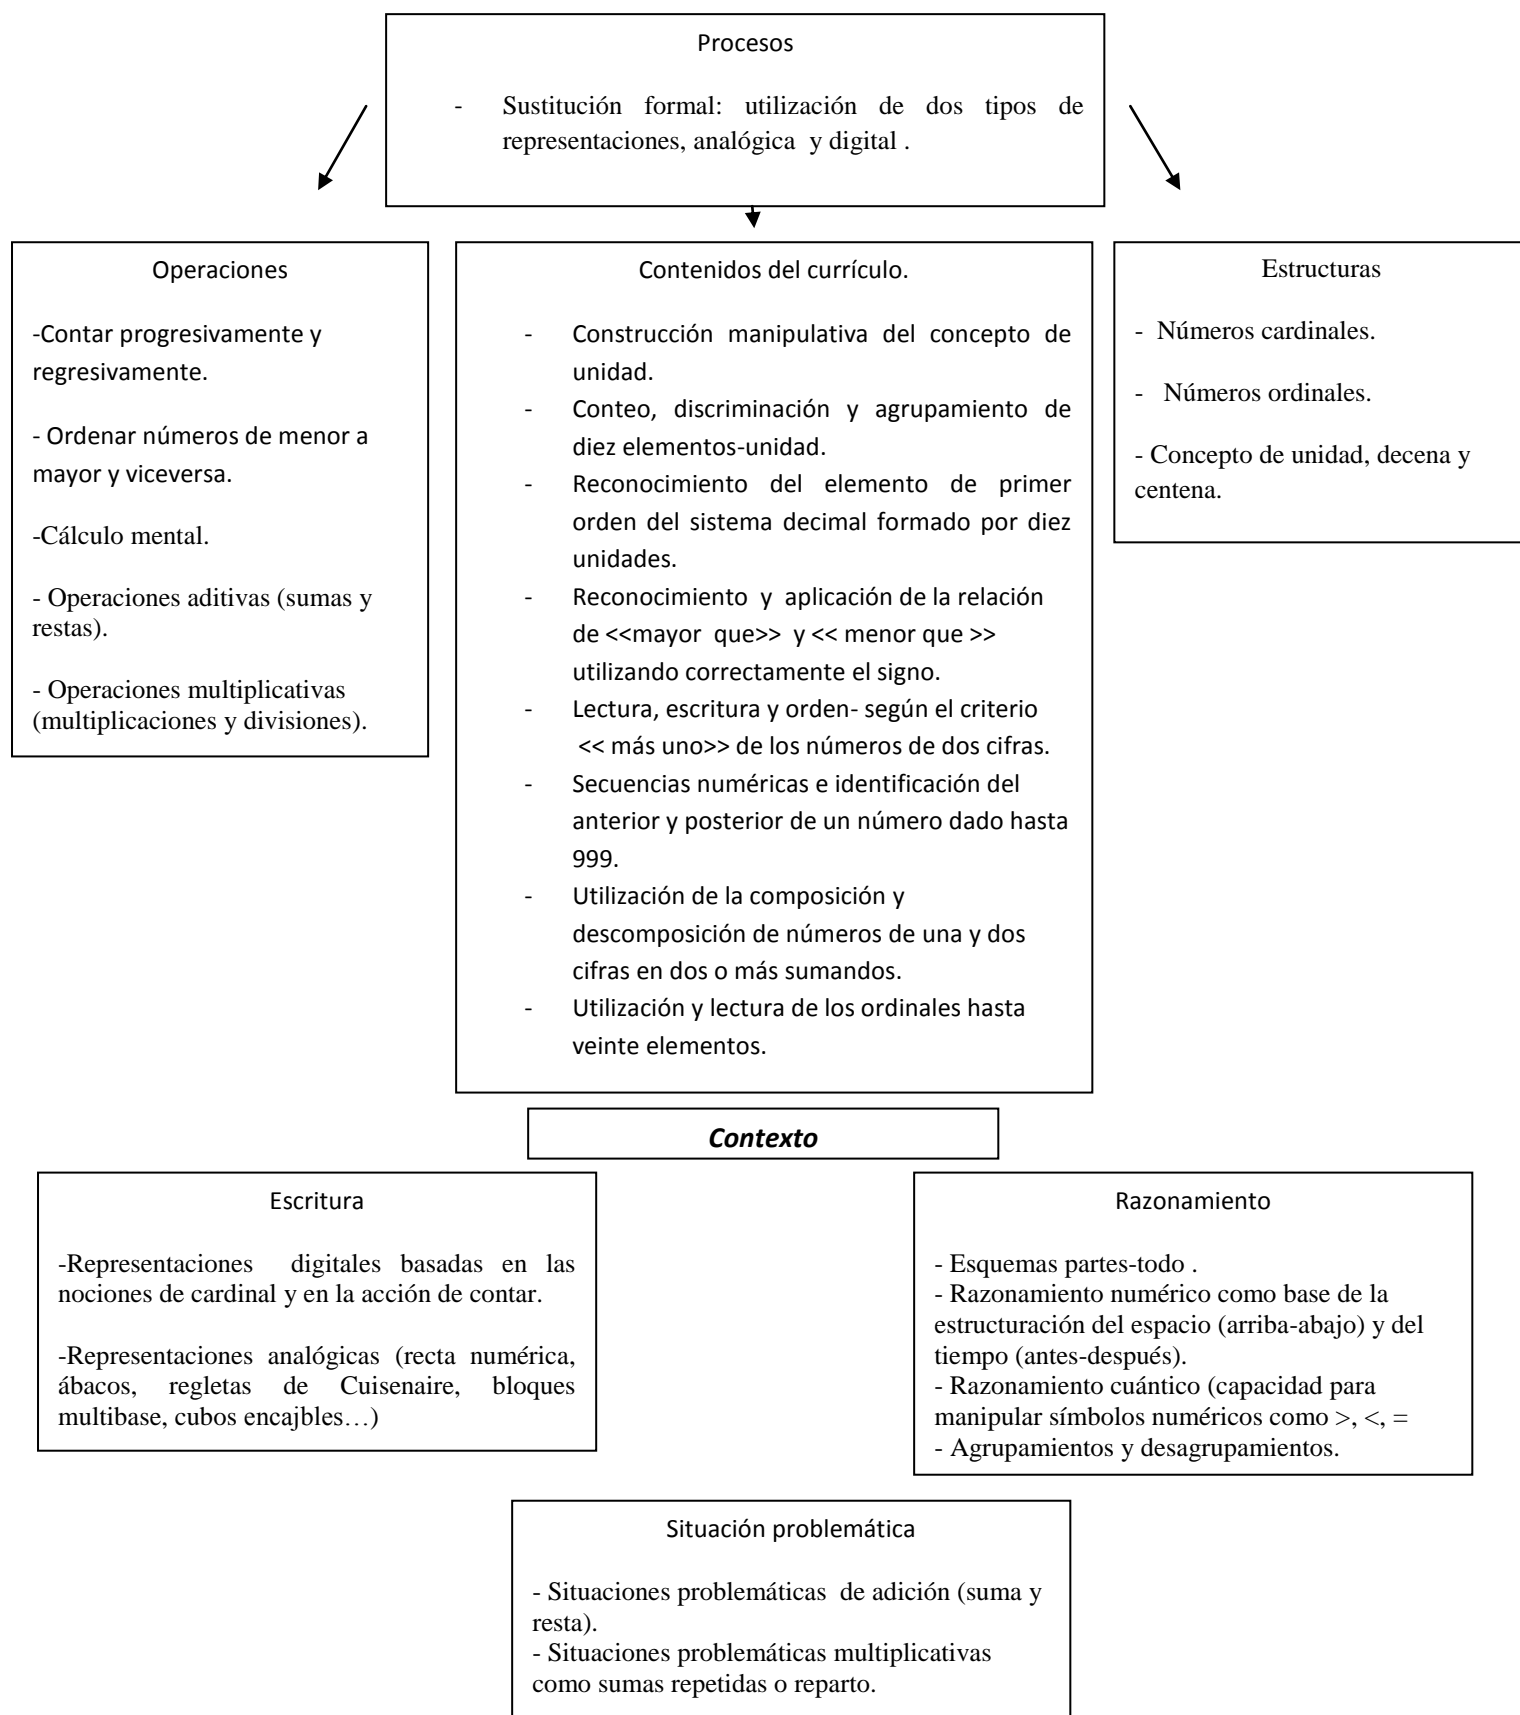 Procesos
- Sustitución formal: utilización de dos tipos de
representaciones, analógica y digital .
Operaciones
-Contar progresivamente y
regresivamente.
- Ordenar números de menor a
mayor y viceversa.
-Cálculo mental.
- Operaciones aditivas (sumas y
restas).
- Operaciones multiplicativas
(multiplicaciones y divisiones).
Contenidos del currículo.
- Construcción manipulativa del concepto de
unidad.
- Conteo, discriminación y agrupamiento de
diez elementos-unidad.
- Reconocimiento del elemento de primer
orden del sistema decimal formado por diez
unidades.
- Reconocimiento y aplicación de la relación
de <<mayor que>> y << menor que >>
utilizando correctamente el signo.
- Lectura, escritura y orden- según el criterio
<< más uno>> de los números de dos cifras.
- Secuencias numéricas e identificación del
anterior y posterior de un número dado hasta
999.
- Utilización de la composición y
descomposición de números de una y dos
cifras en dos o más sumandos.
- Utilización y lectura de los ordinales hasta
veinte elementos.
Estructuras
- Números cardinales.
- Números ordinales.
- Concepto de unidad, decena y
centena.
Contexto
Escritura
-Representaciones digitales basadas en las
nociones de cardinal y en la acción de contar.
-Representaciones analógicas (recta numérica,
ábacos, regletas de Cuisenaire, bloques
multibase, cubos encajbles…)
Razonamiento
- Esquemas partes-todo .
- Razonamiento numérico como base de la
estructuración del espacio (arriba-abajo) y del
tiempo (antes-después).
- Razonamiento cuántico (capacidad para
manipular símbolos numéricos como >, <, =
- Agrupamientos y desagrupamientos.
Situación problemática
- Situaciones problemáticas de adición (suma y
resta).
- Situaciones problemáticas multiplicativas
como sumas repetidas o reparto.